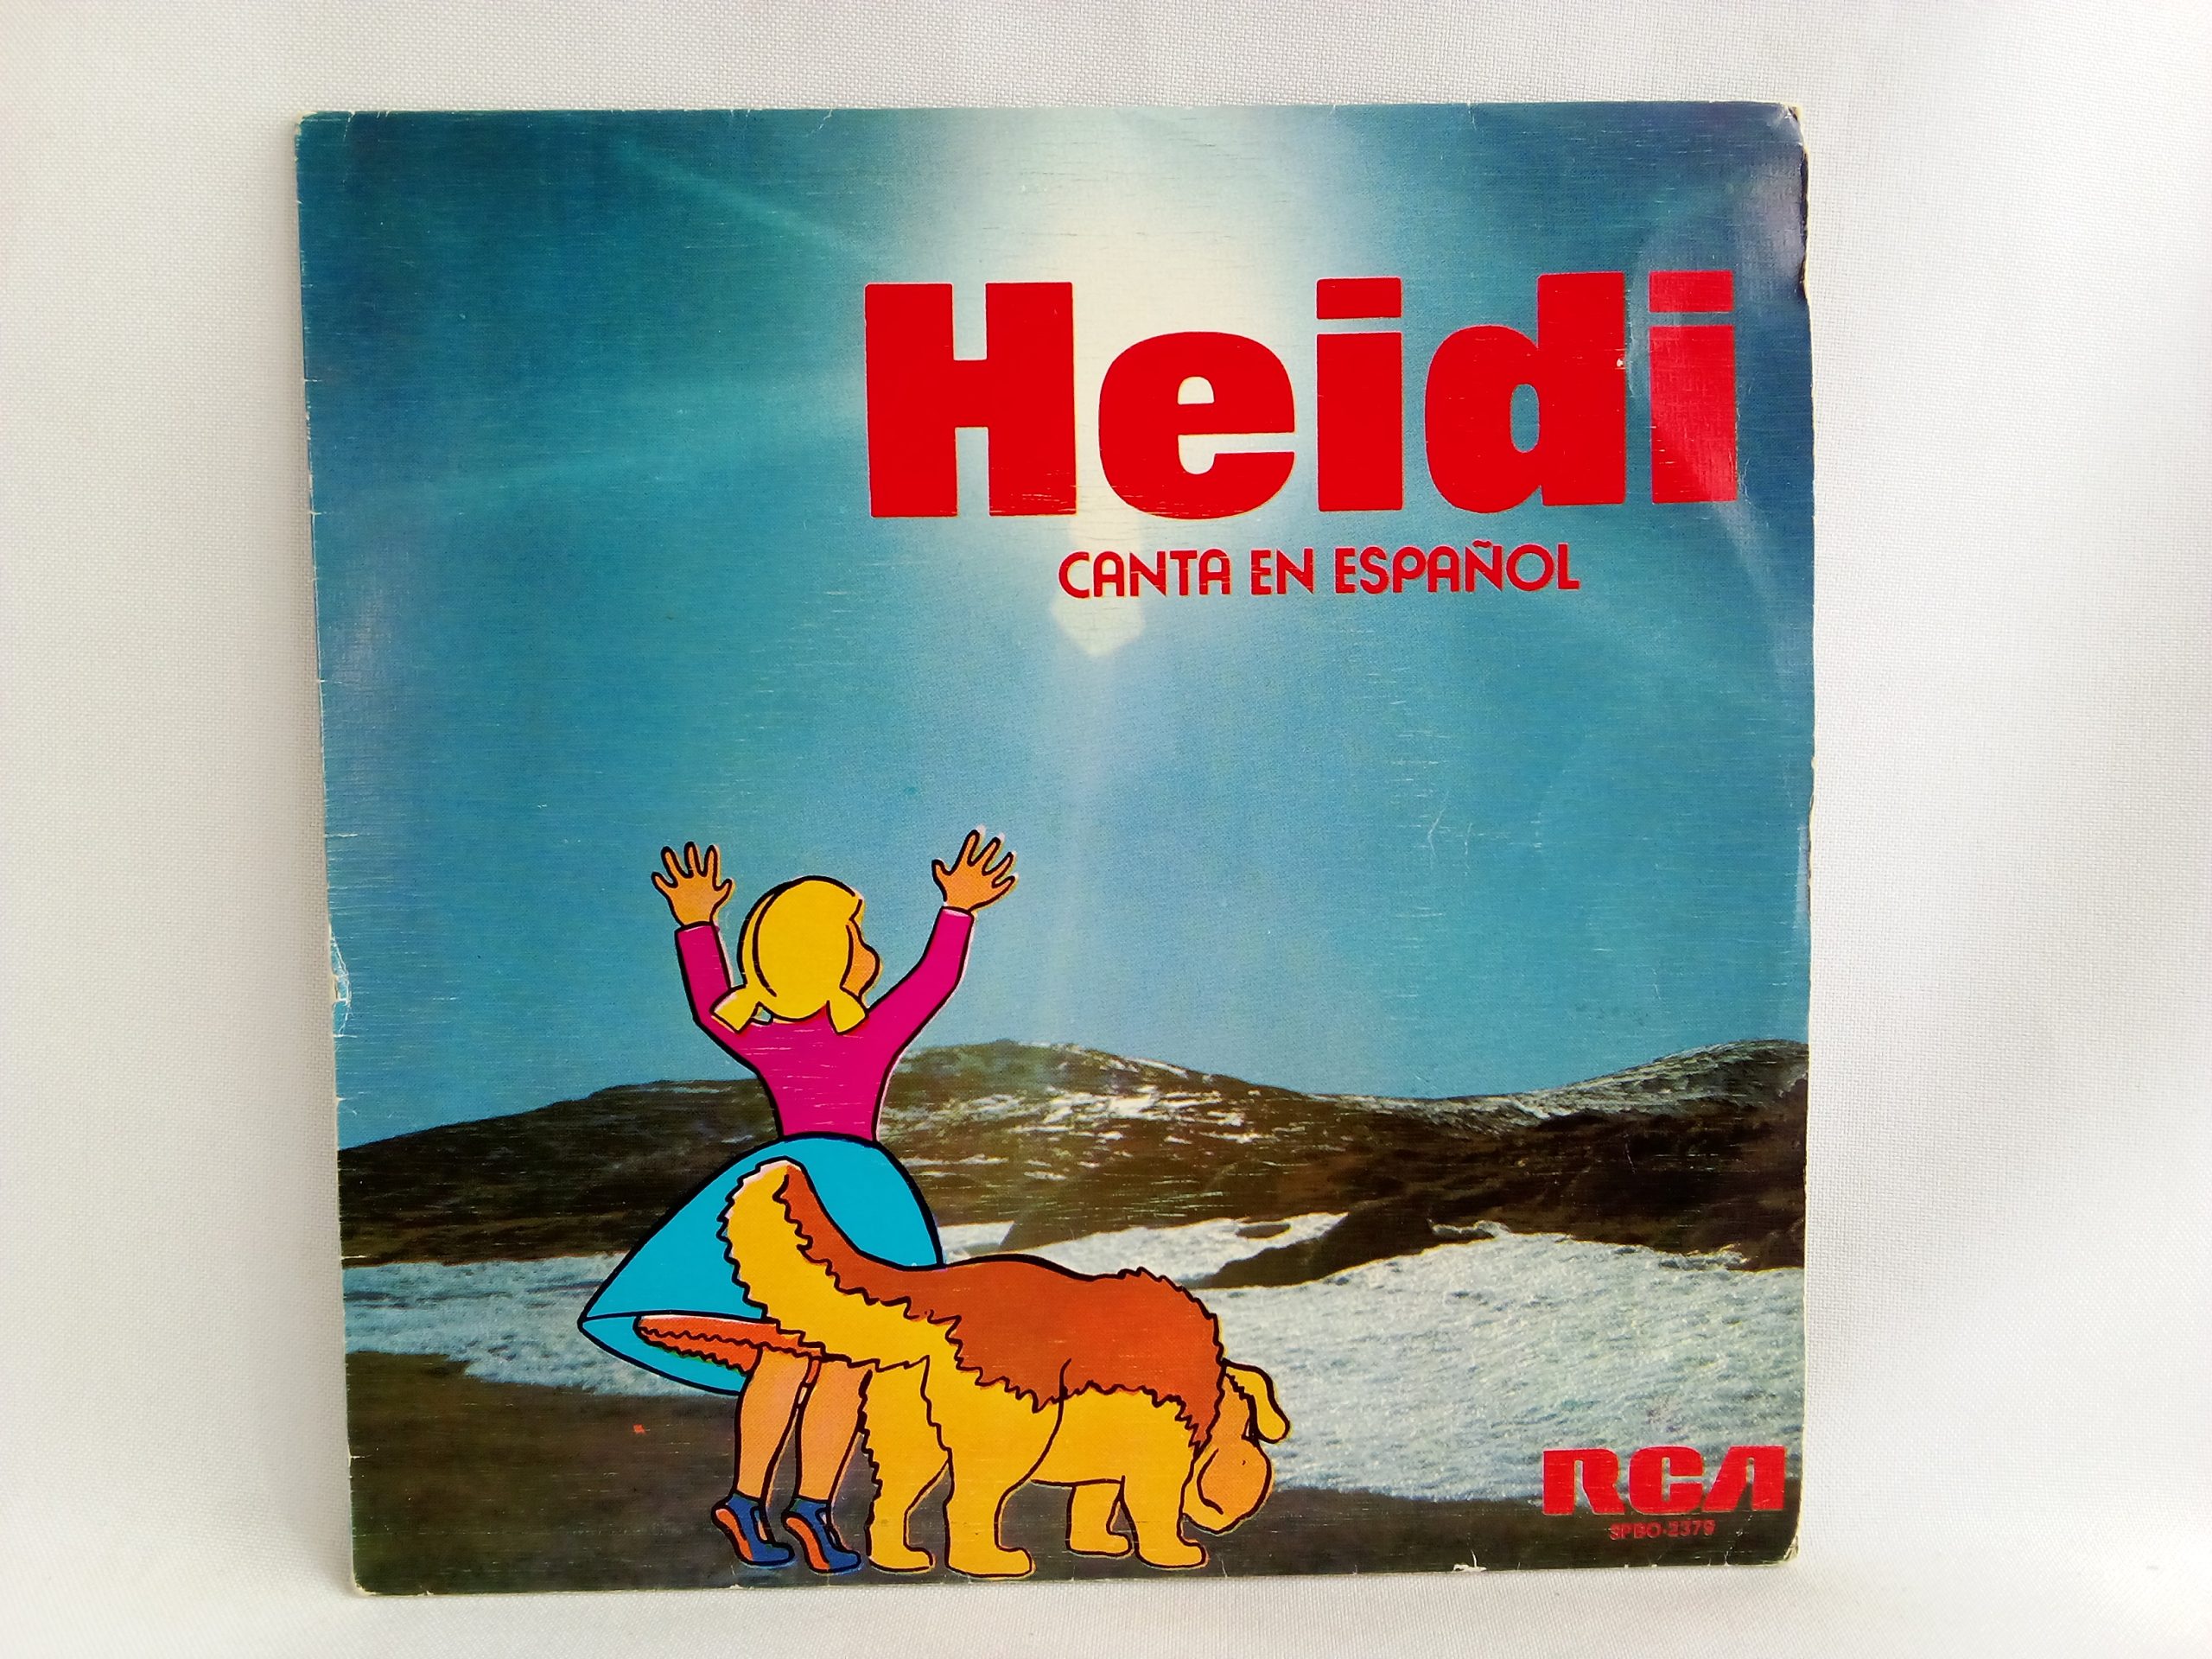 Heidi
CANTA EN ESPAÑOL
RCA
SPBO-2379